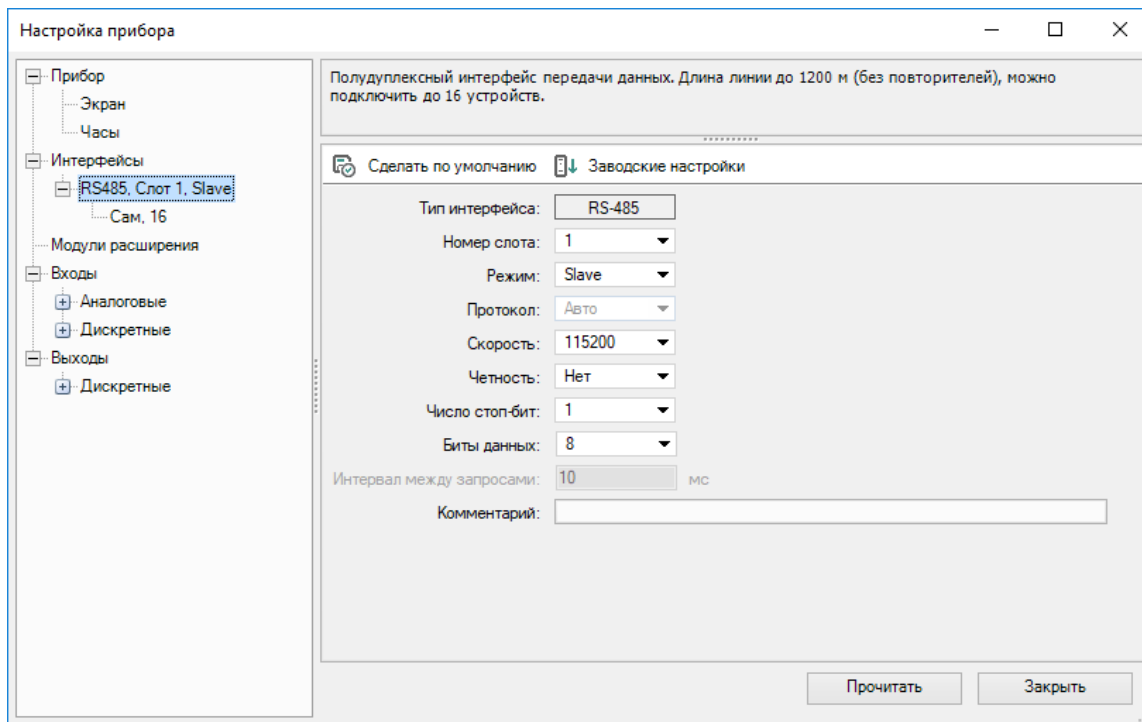 Настройка прибора
Прибор
Экран
Часы
Интерфейсы
RS485, Слот 1, Slave
Сам, 16
Модули расширения
Входы
Аналоговые
Дискретные
Выходы
Дискретные
Полудуплексный интерфейс передачи данных. Длина линии до 1200 м (без повторителей), можно
подключить до 16 устройств.
Сделать по умолчанию Заводские настройки
Тип интерфейса: RS-485
Номер слота: 1
Режим: Slave
Протокол: Авто
Скорость: 115200
Четность: Нет
Число стоп-бит: 1
Биты данных: 8
Интервал между запросами: 10 мс
Комментарий:
Прочитать Закрыть